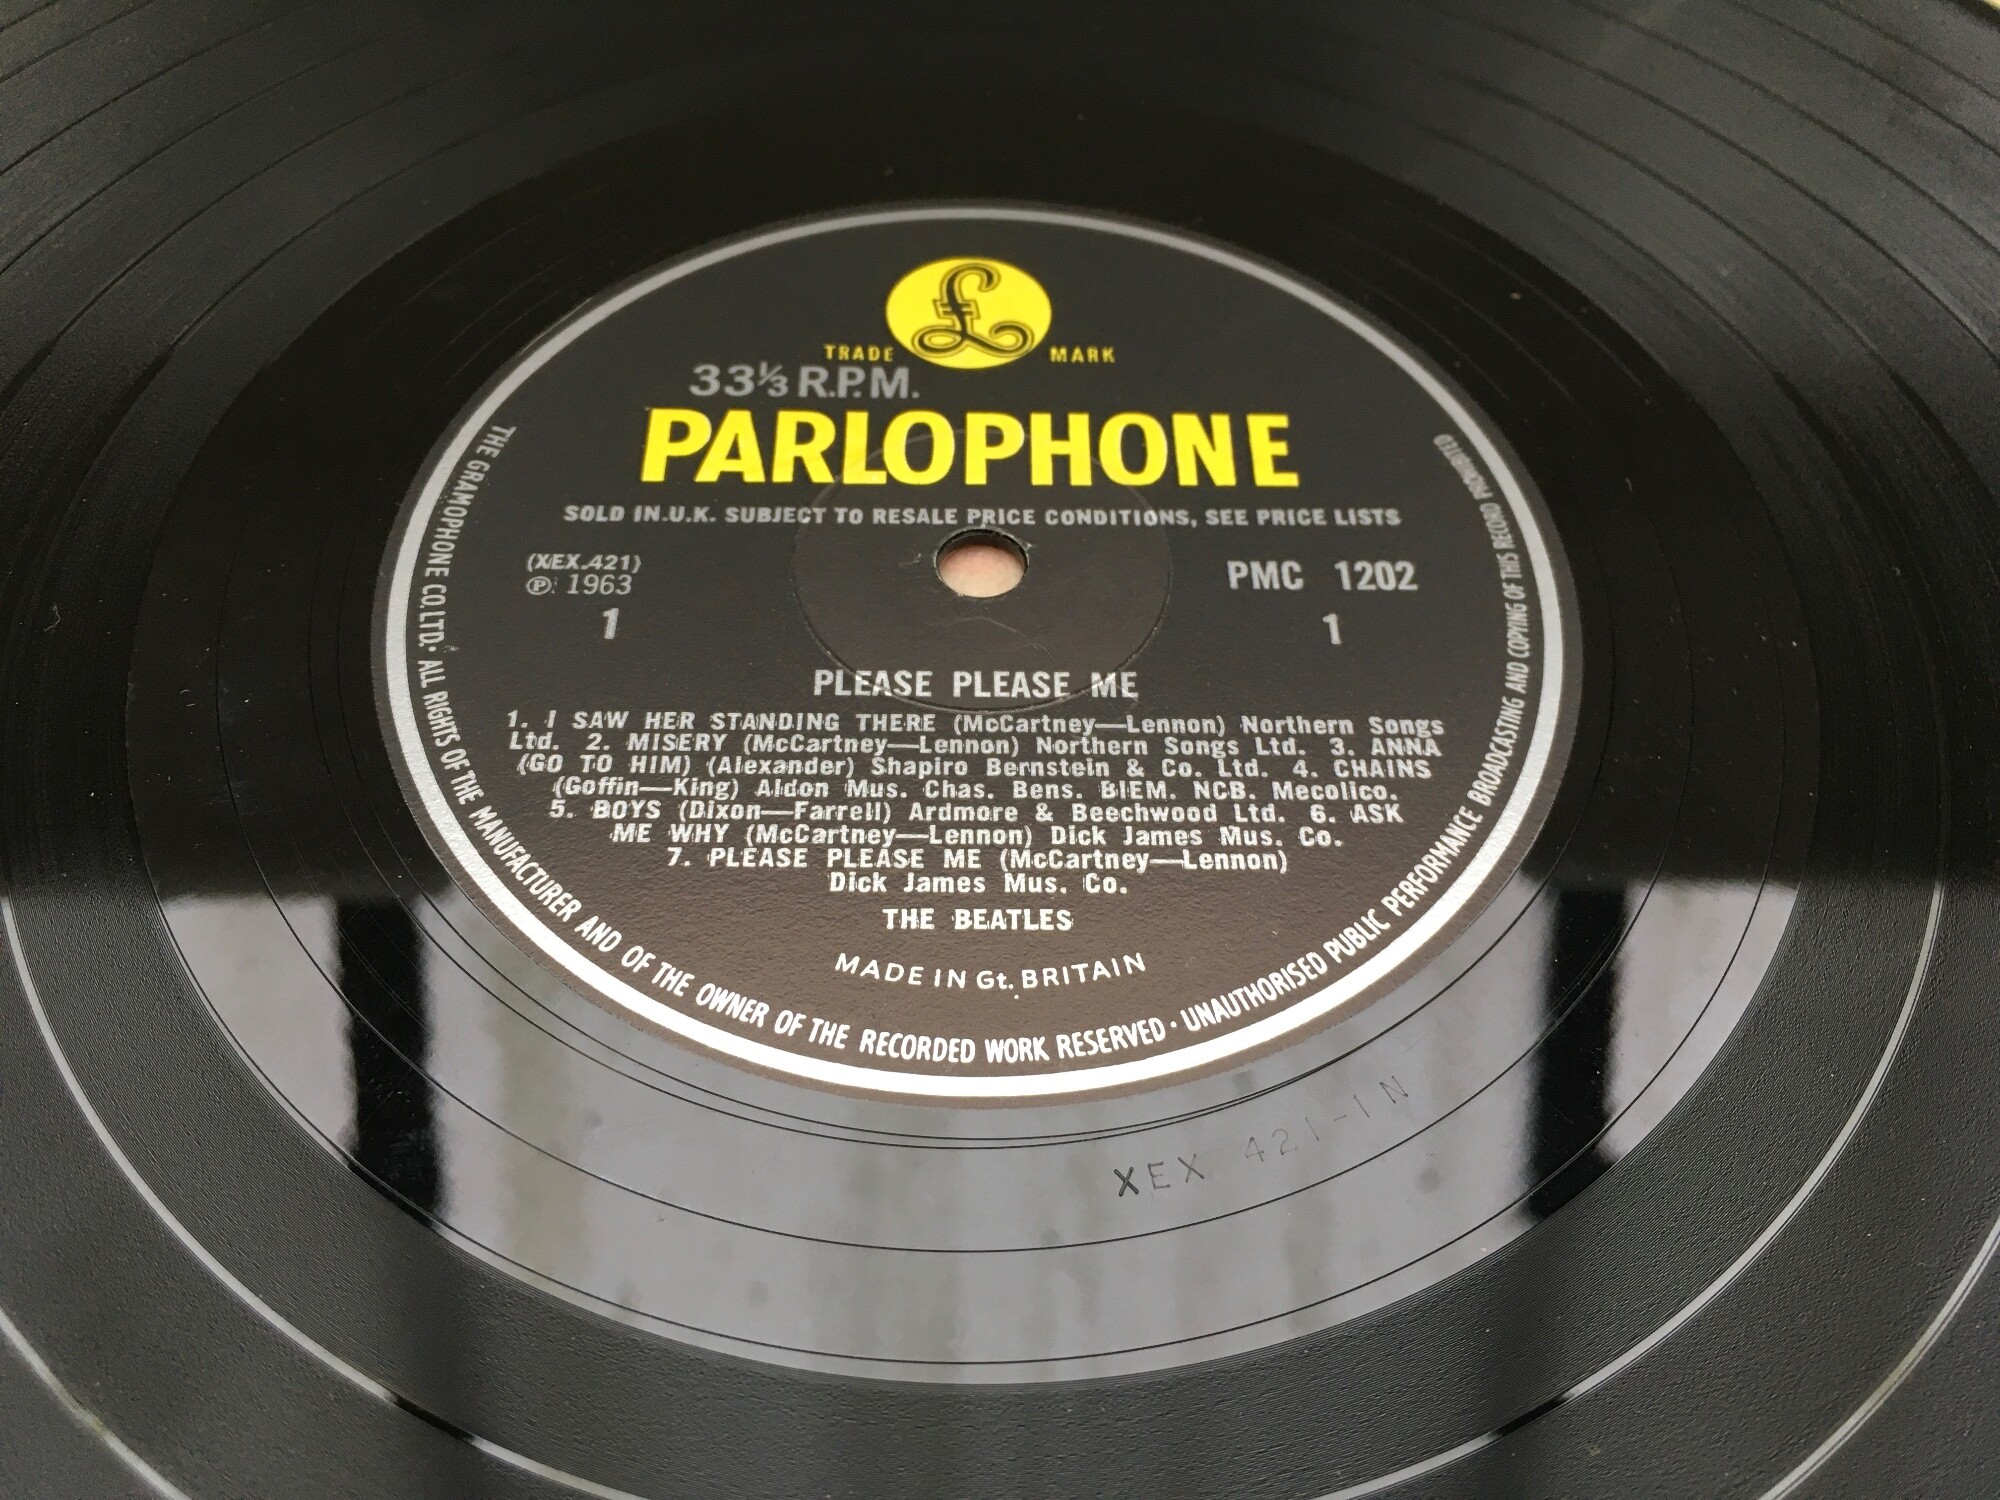 £
TRADE MARK
33⅓ R.P.M.
PARLOPHONE
SOLD IN U.K. SUBJECT TO RESALE PRICE CONDITIONS, SEE PRICE LISTS
(XEX.421)
℗ 1963
1
PMC 1202
1
PLEASE PLEASE ME
1. I SAW HER STANDING THERE (McCartney—Lennon) Northern Songs
Ltd. 2. MISERY (McCartney—Lennon) Northern Songs Ltd. 3. ANNA
(GO TO HIM) (Alexander) Shapiro Bernstein & Co. Ltd. 4. CHAINS
(Goffin—King) Aldon Mus. Chas. Bens. BIEM. NCB. Mecolico.
5. BOYS (Dixon—Farrell) Ardmore & Beechwood Ltd. 6. ASK
ME WHY (McCartney—Lennon) Dick James Mus. Co.
7. PLEASE PLEASE ME (McCartney—Lennon)
Dick James Mus. Co.
THE BEATLES
MADE IN Gt. BRITAIN
THE GRAMOPHONE CO. LTD. · ALL RIGHTS OF THE MANUFACTURER AND OF THE OWNER OF THE RECORDED WORK RESERVED · UNAUTHORISED PUBLIC PERFORMANCE BROADCASTING AND COPYING OF THIS RECORD PROHIBITED
XEX 421-1N